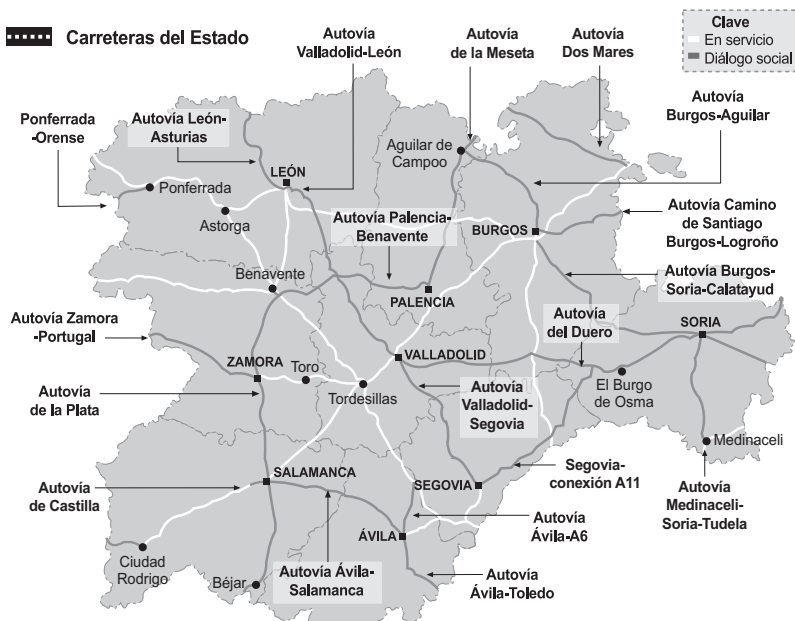 Carreteras del Estado
Autovía
Valladolid-León
Autovía
de la Meseta
Autovía
Dos Mares
Clave
En servicio
Diálogo social
Ponferrada
-Orense
Autovía León-
Asturias
Autovía
Burgos-Aguilar
Aguilar de
Campoo
LEÓN
Ponferrada
Astorga
Autovía Palencia-
Benavente
BURGOS
Autovía Camino
de Santiago
Burgos-Logroño
Benavente
PALENCIA
Autovía Burgos-
Soria-Calatayud
Autovía Zamora
-Portugal
Autovía
del Duero
SORIA
ZAMORA
Toro
VALLADOLID
Tordesillas
El Burgo
de Osma
Autovía
de la Plata
Autovía
Valladolid-
Segovia
Medinaceli
SALAMANCA
SEGOVIA
Segovia-
conexión A11
Autovía
de Castilla
Autovía
Medinaceli-
Soria-Tudela
ÁVILA
Autovía
Ávila-A6
Ciudad
Rodrigo
Béjar
Autovía Ávila-
Salamanca
Autovía
Ávila-Toledo